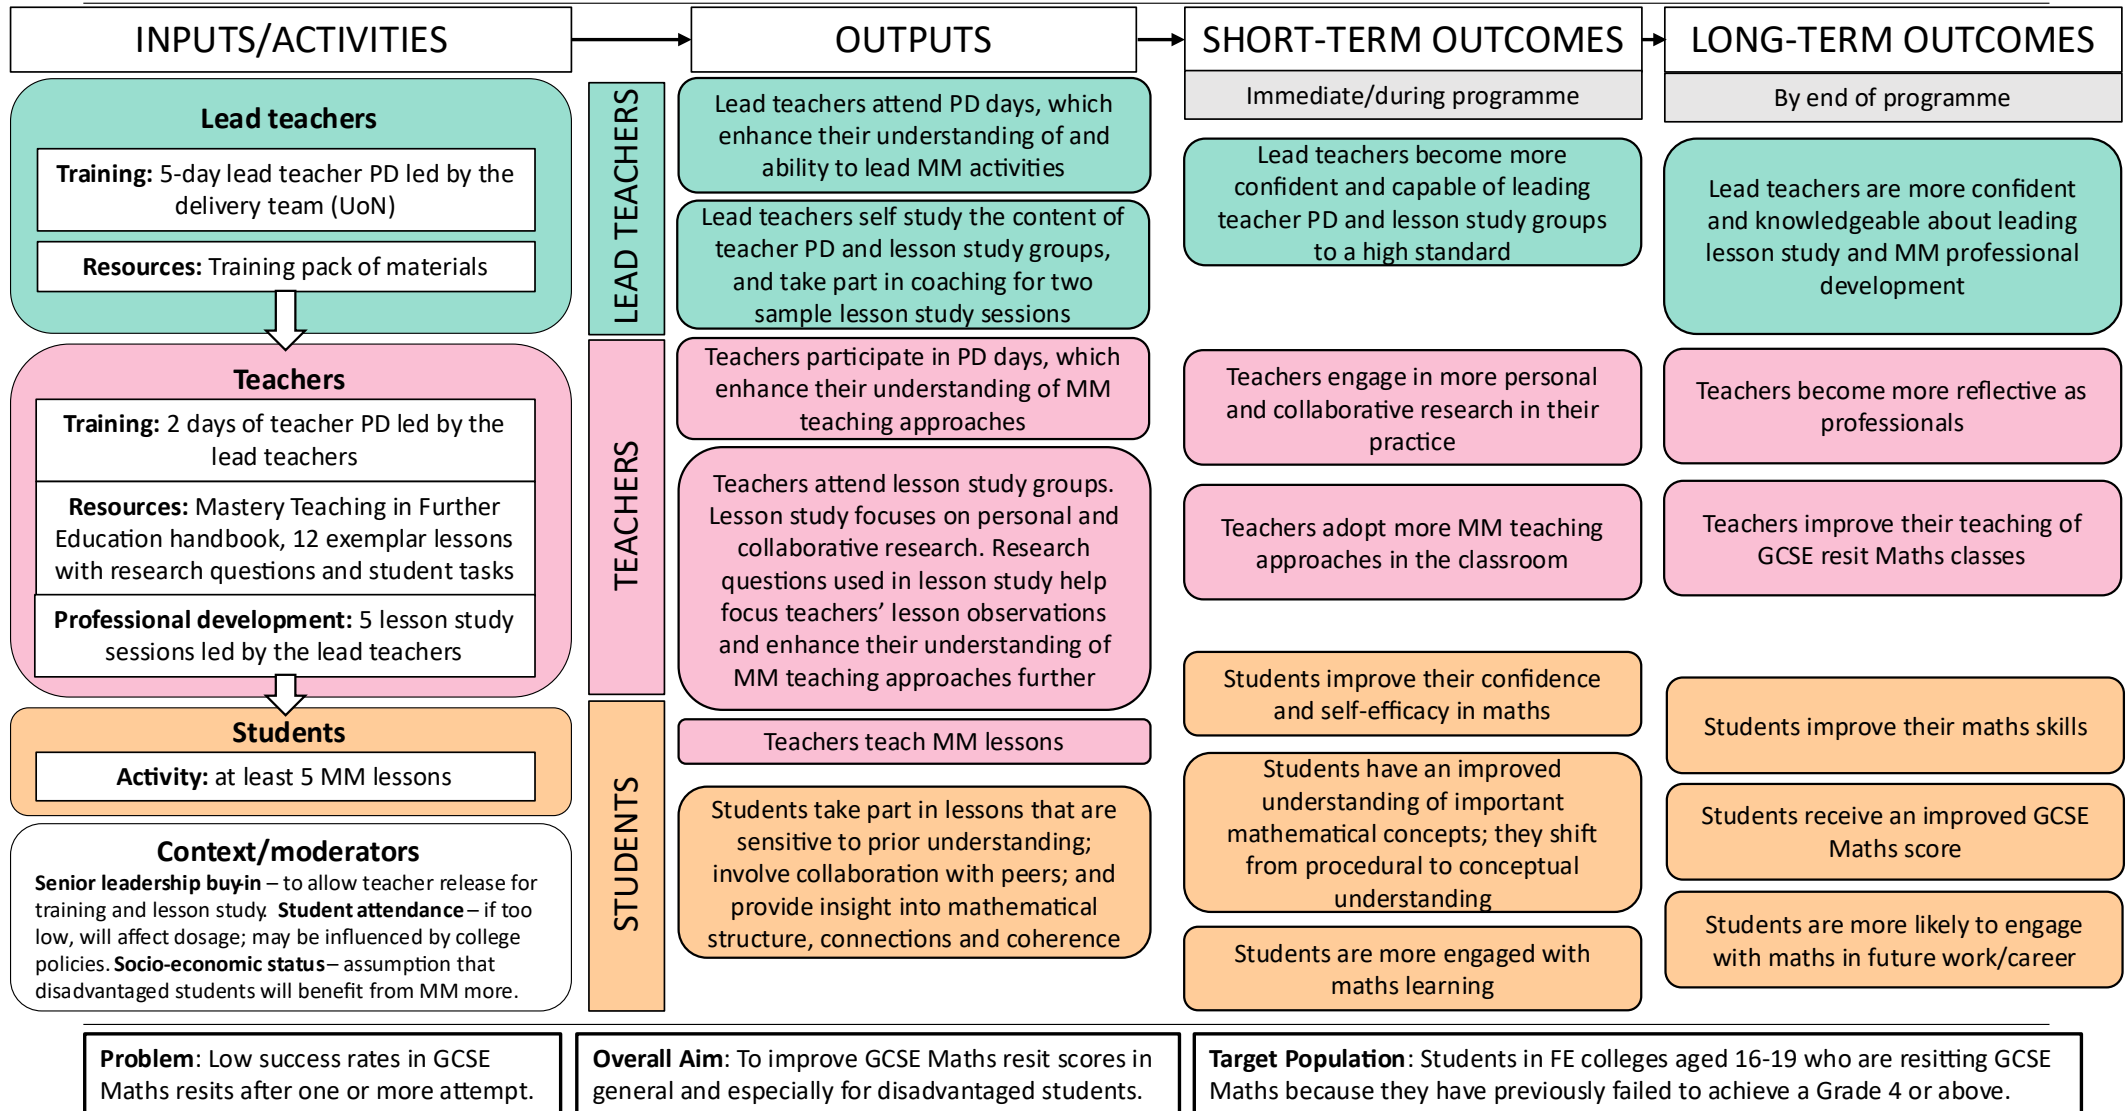 INPUTS/ACTIVITIES
OUTPUTS
SHORT-TERM OUTCOMES
LONG-TERM OUTCOMES
Immediate/during programme
By end of programme
Lead teachers
Training: 5-day lead teacher PD led by the
delivery team (UoN)
Resources: Training pack of materials
Teachers
Training: 2 days of teacher PD led by the
lead teachers
Resources: Mastery Teaching in Further
Education handbook, 12 exemplar lessons
with research questions and student tasks
Professional development: 5 lesson study
sessions led by the lead teachers
Students
Activity: at least 5 MM lessons
Context/moderators
Senior leadership buy-in – to allow teacher release for
training and lesson study. Student attendance – if too
low, will affect dosage; may be influenced by college
policies. Socio-economic status – assumption that
disadvantaged students will benefit from MM more.
LEAD TEACHERS
TEACHERS
STUDENTS
Lead teachers attend PD days, which
enhance their understanding of and
ability to lead MM activities
Lead teachers self study the content of
teacher PD and lesson study groups,
and take part in coaching for two
sample lesson study sessions
Teachers participate in PD days, which
enhance their understanding of MM
teaching approaches
Teachers attend lesson study groups.
Lesson study focuses on personal and
collaborative research. Research
questions used in lesson study help
focus teachers’ lesson observations
and enhance their understanding of
MM teaching approaches further
Teachers teach MM lessons
Students take part in lessons that are
sensitive to prior understanding;
involve collaboration with peers; and
provide insight into mathematical
structure, connections and coherence
Lead teachers become more
confident and capable of leading
teacher PD and lesson study groups
to a high standard
Teachers engage in more personal
and collaborative research in their
practice
Teachers adopt more MM teaching
approaches in the classroom
Students improve their confidence
and self-efficacy in maths
Students have an improved
understanding of important
mathematical concepts; they shift
from procedural to conceptual
understanding
Students are more engaged with
maths learning
Lead teachers are more confident
and knowledgeable about leading
lesson study and MM professional
development
Teachers become more reflective as
professionals
Teachers improve their teaching of
GCSE resit Maths classes
Students improve their maths skills
Students receive an improved GCSE
Maths score
Students are more likely to engage
with maths in future work/career
Problem: Low success rates in GCSE
Maths resits after one or more attempt.
Overall Aim: To improve GCSE Maths resit scores in
general and especially for disadvantaged students.
Target Population: Students in FE colleges aged 16-19 who are resitting GCSE
Maths because they have previously failed to achieve a Grade 4 or above.